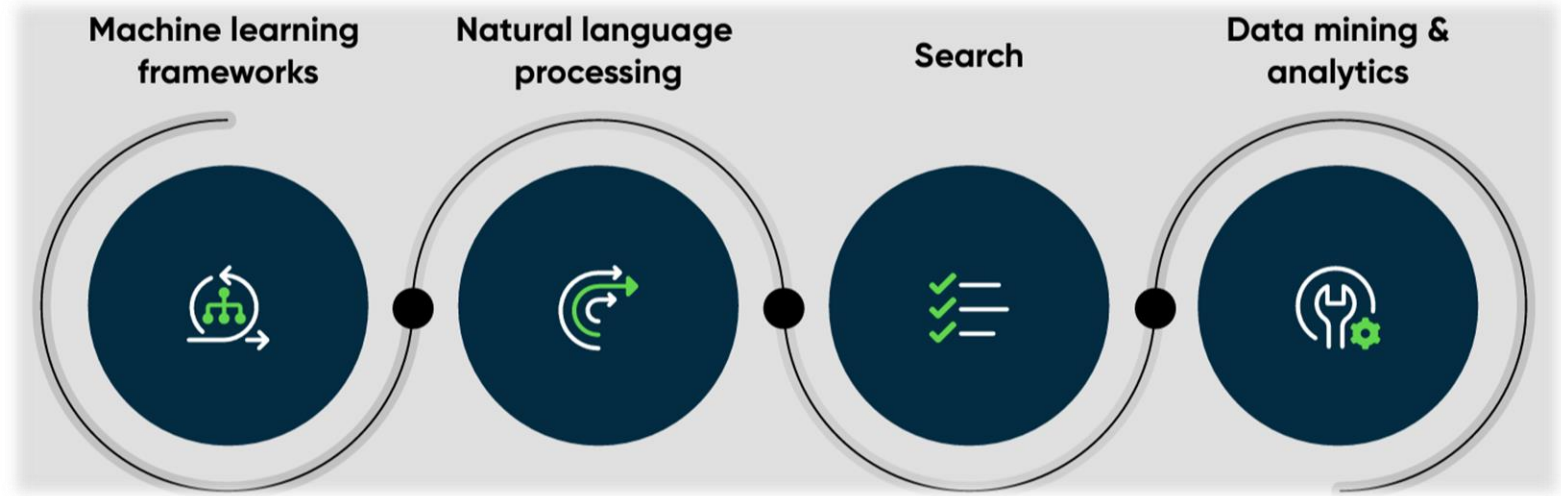 Machine learning
frameworks
Natural language
processing
Search
Data mining &
analytics